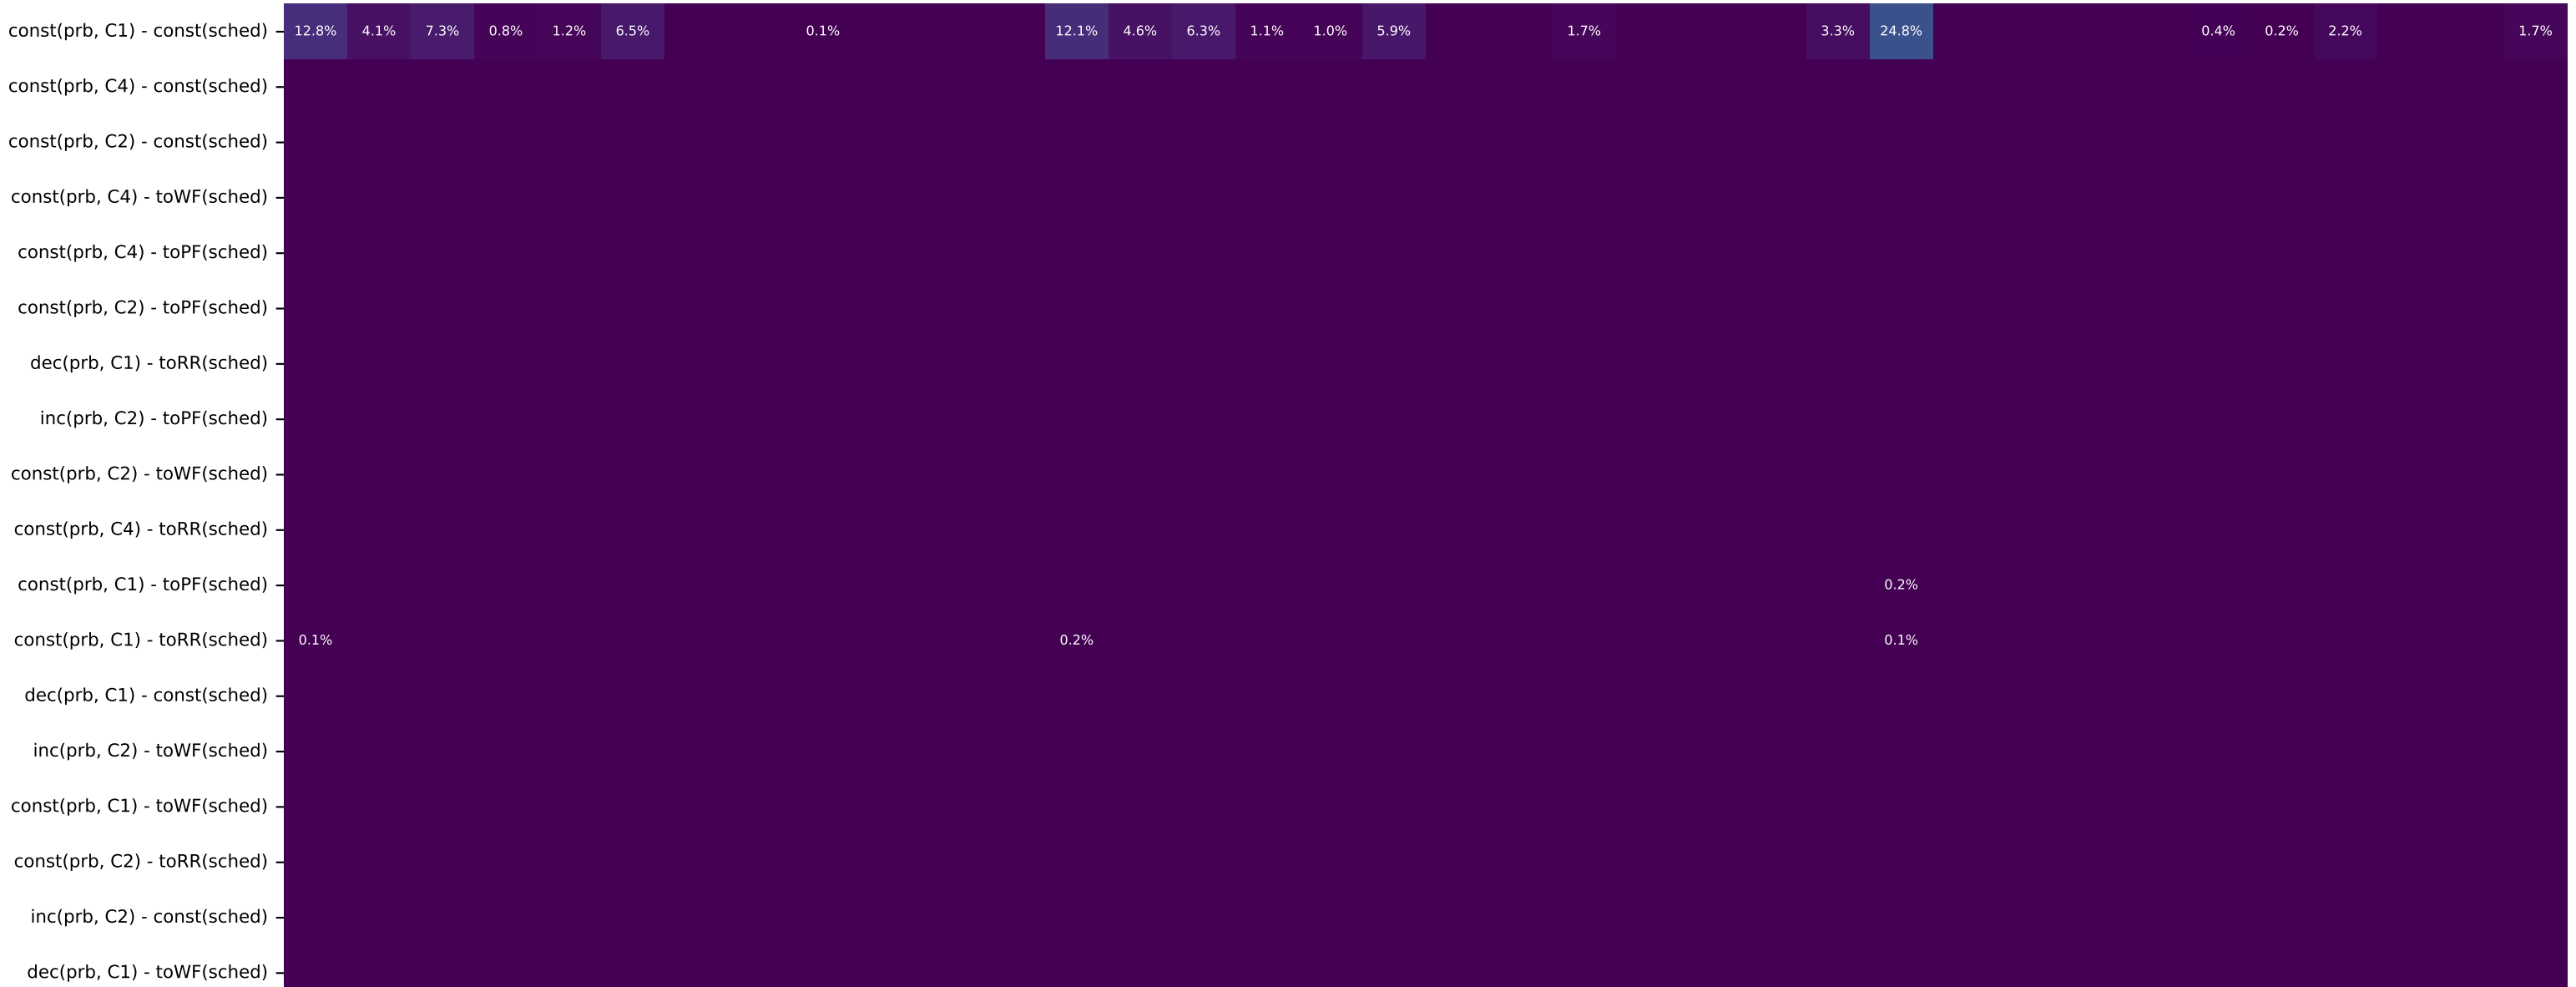 const(prb, C1) - const(sched) 12.8% 4.1% 7.3% 0.8% 1.2% 6.5% 0.1% 12.1% 4.6% 6.3% 1.1% 1.0% 5.9% 1.7% 3.3% 24.8% 0.4% 0.2% 2.2% 1.7%
const(prb, C4) - const(sched)
const(prb, C2) - const(sched)
const(prb, C4) - toWF(sched)
const(prb, C4) - toPF(sched)
const(prb, C2) - toPF(sched)
dec(prb, C1) - toRR(sched)
inc(prb, C2) - toPF(sched)
const(prb, C2) - toWF(sched)
const(prb, C4) - toRR(sched)
const(prb, C1) - toPF(sched) 0.2%
const(prb, C1) - toRR(sched) 0.1% 0.2% 0.1%
dec(prb, C1) - const(sched)
inc(prb, C2) - toWF(sched)
const(prb, C1) - toWF(sched)
const(prb, C2) - toRR(sched)
inc(prb, C2) - const(sched)
dec(prb, C1) - toWF(sched)